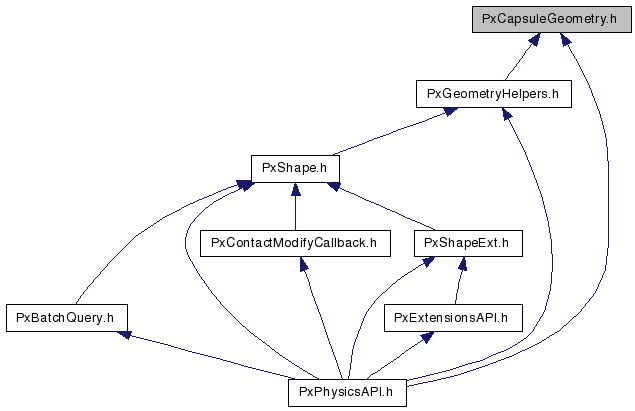 PxCapsuleGeometry.h
PxGeometryHelpers.h
PxShape.h
PxContactModifyCallback.h
PxShapeExt.h
PxBatchQuery.h
PxExtensionsAPI.h
PxPhysicsAPI.h